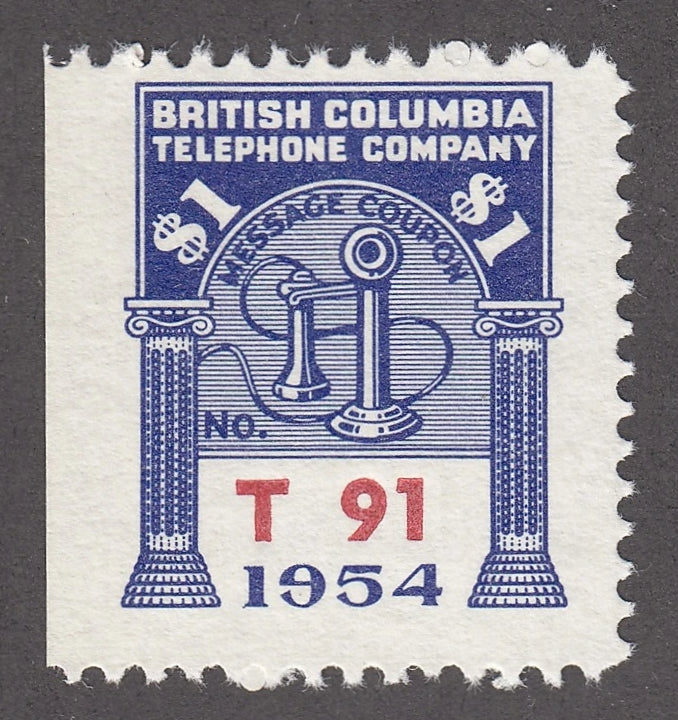 BRITISH COLUMBIA
TELEPHONE COMPANY
$1 $1
MESSAGE COUPON
No.
T 91
1954